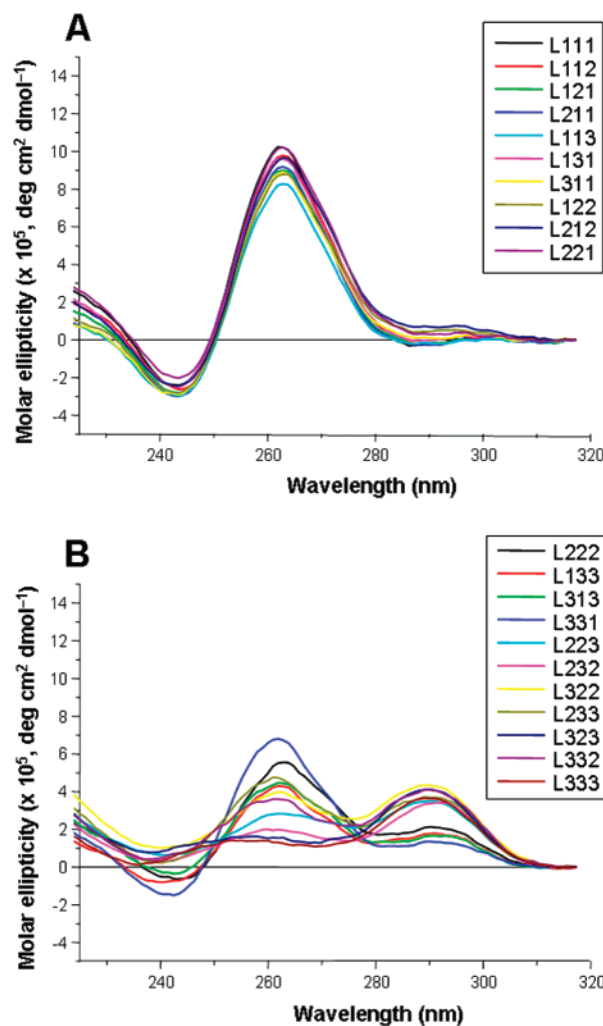 A
Molar ellipticity (x 10⁵, deg cm² dmol⁻¹)
14
12
10
8
6
4
2
0
-2
-4
240
260
280
300
320
Wavelength (nm)
L111
L112
L121
L211
L113
L131
L311
L122
L212
L221
B
Molar ellipticity (x 10⁵, deg cm² dmol⁻¹)
14
12
10
8
6
4
2
0
-2
-4
240
260
280
300
320
Wavelength (nm)
L222
L133
L313
L331
L223
L232
L322
L233
L323
L332
L333